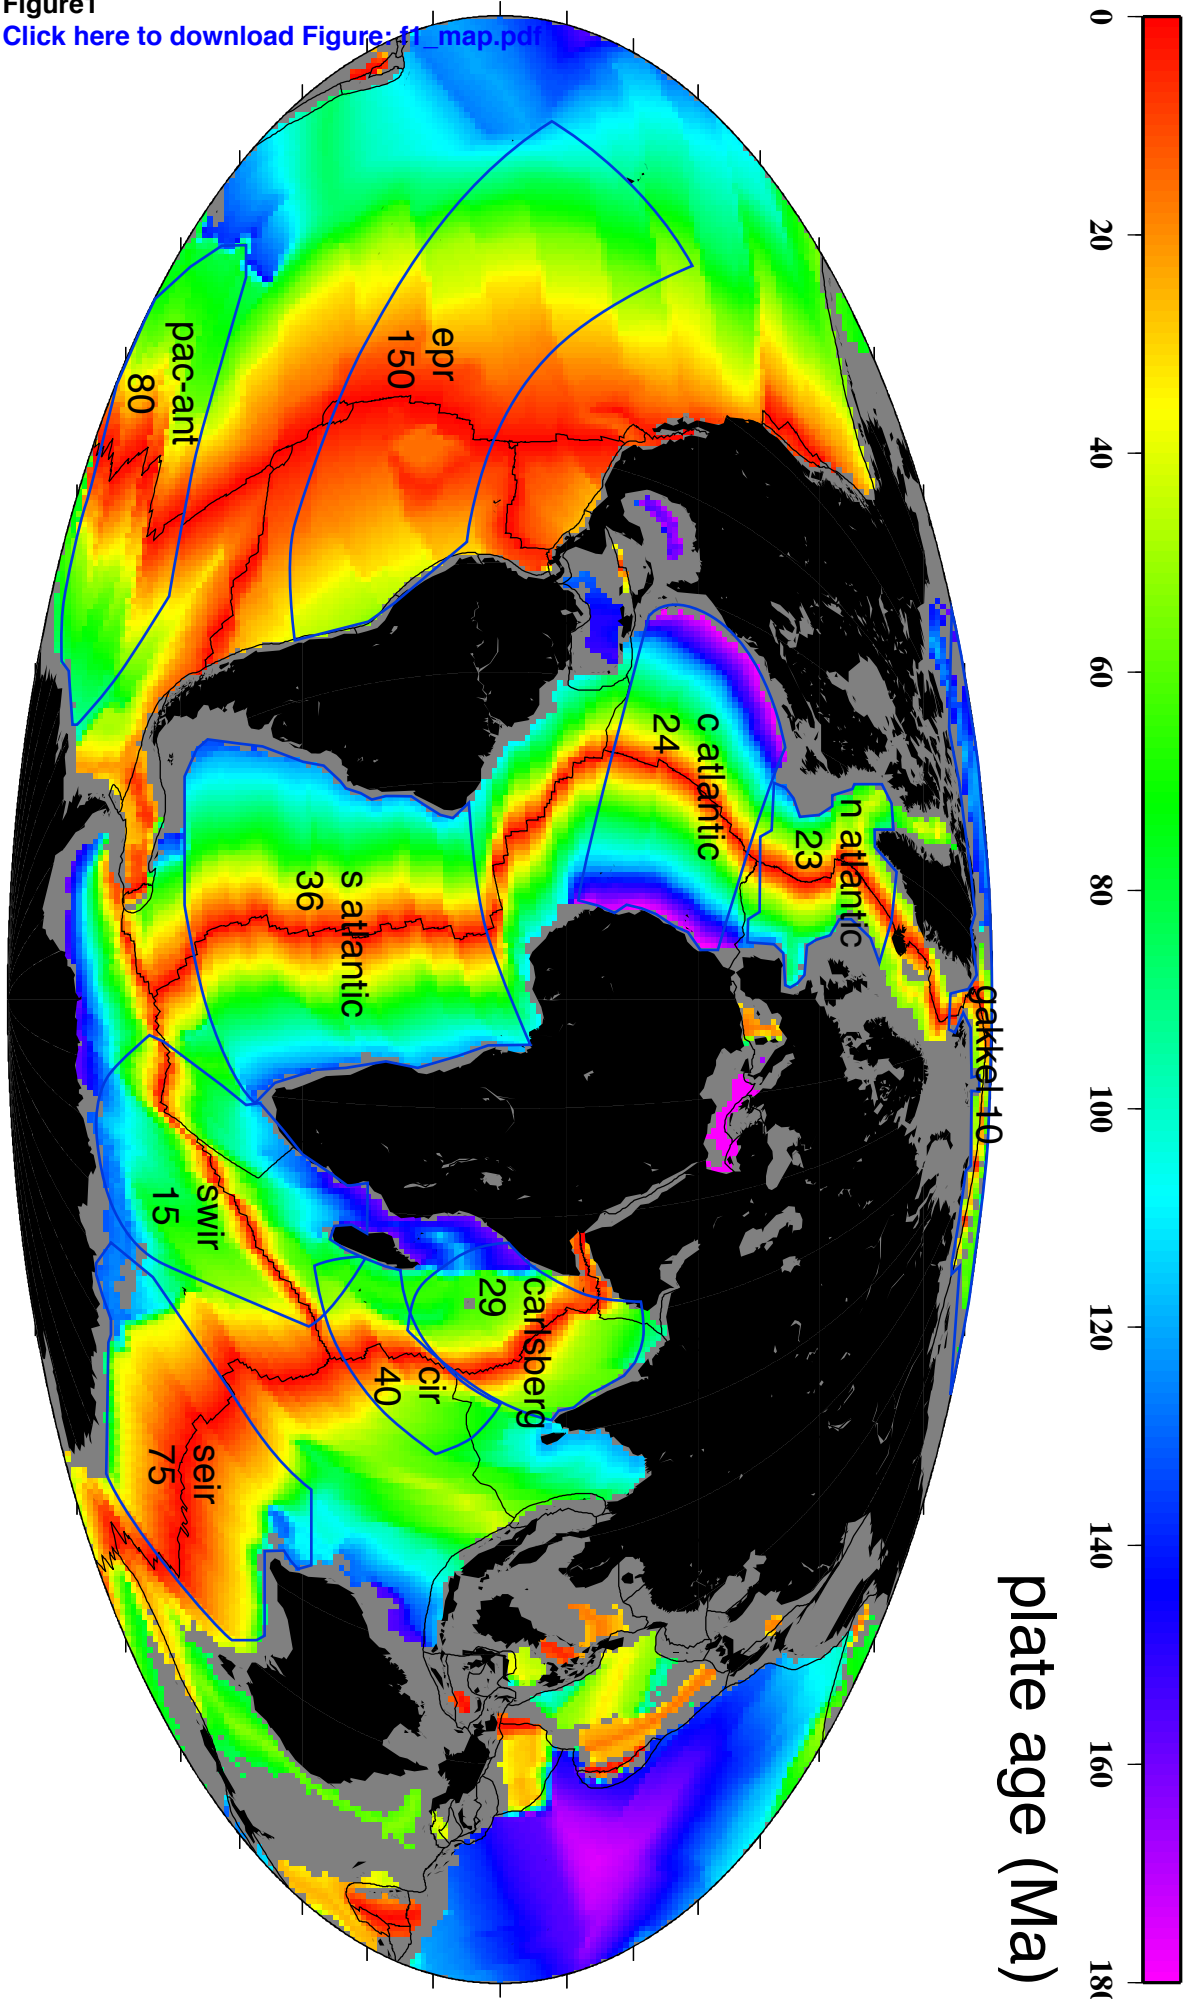 Figure1
Click here to download Figure: f1_map.pdf
0
20
40
60
80
100
120
140
160
180
plate age (Ma)
gakkel 10
n atlantic
23
c atlantic
24
epr
150
pac-ant
80
s atlantic
36
swir
15
carlsberg
29
cir
40
seir
75